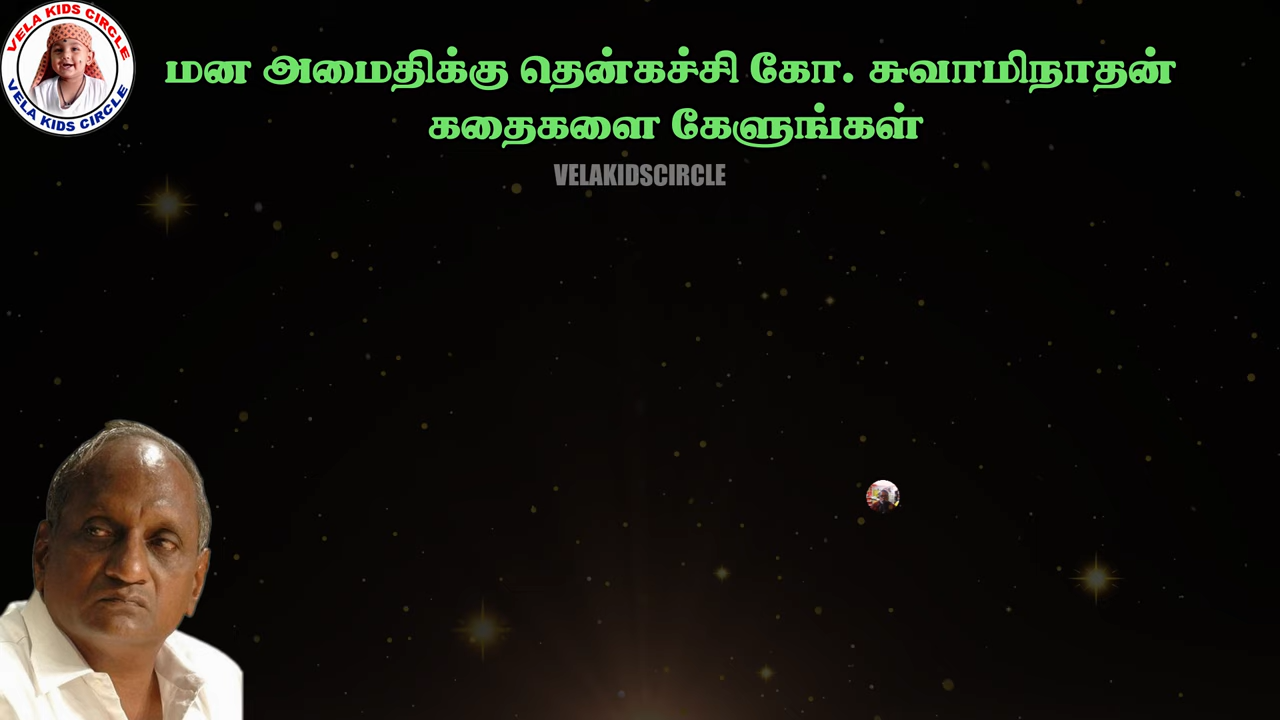 VELA KIDS CIRCLE
VELA KIDS CIRCLE
மன அமைதிக்கு தென்கச்சி கோ. சுவாமிநாதன்
கதைகளை கேளுங்கள்
VELAKIDSCIRCLE